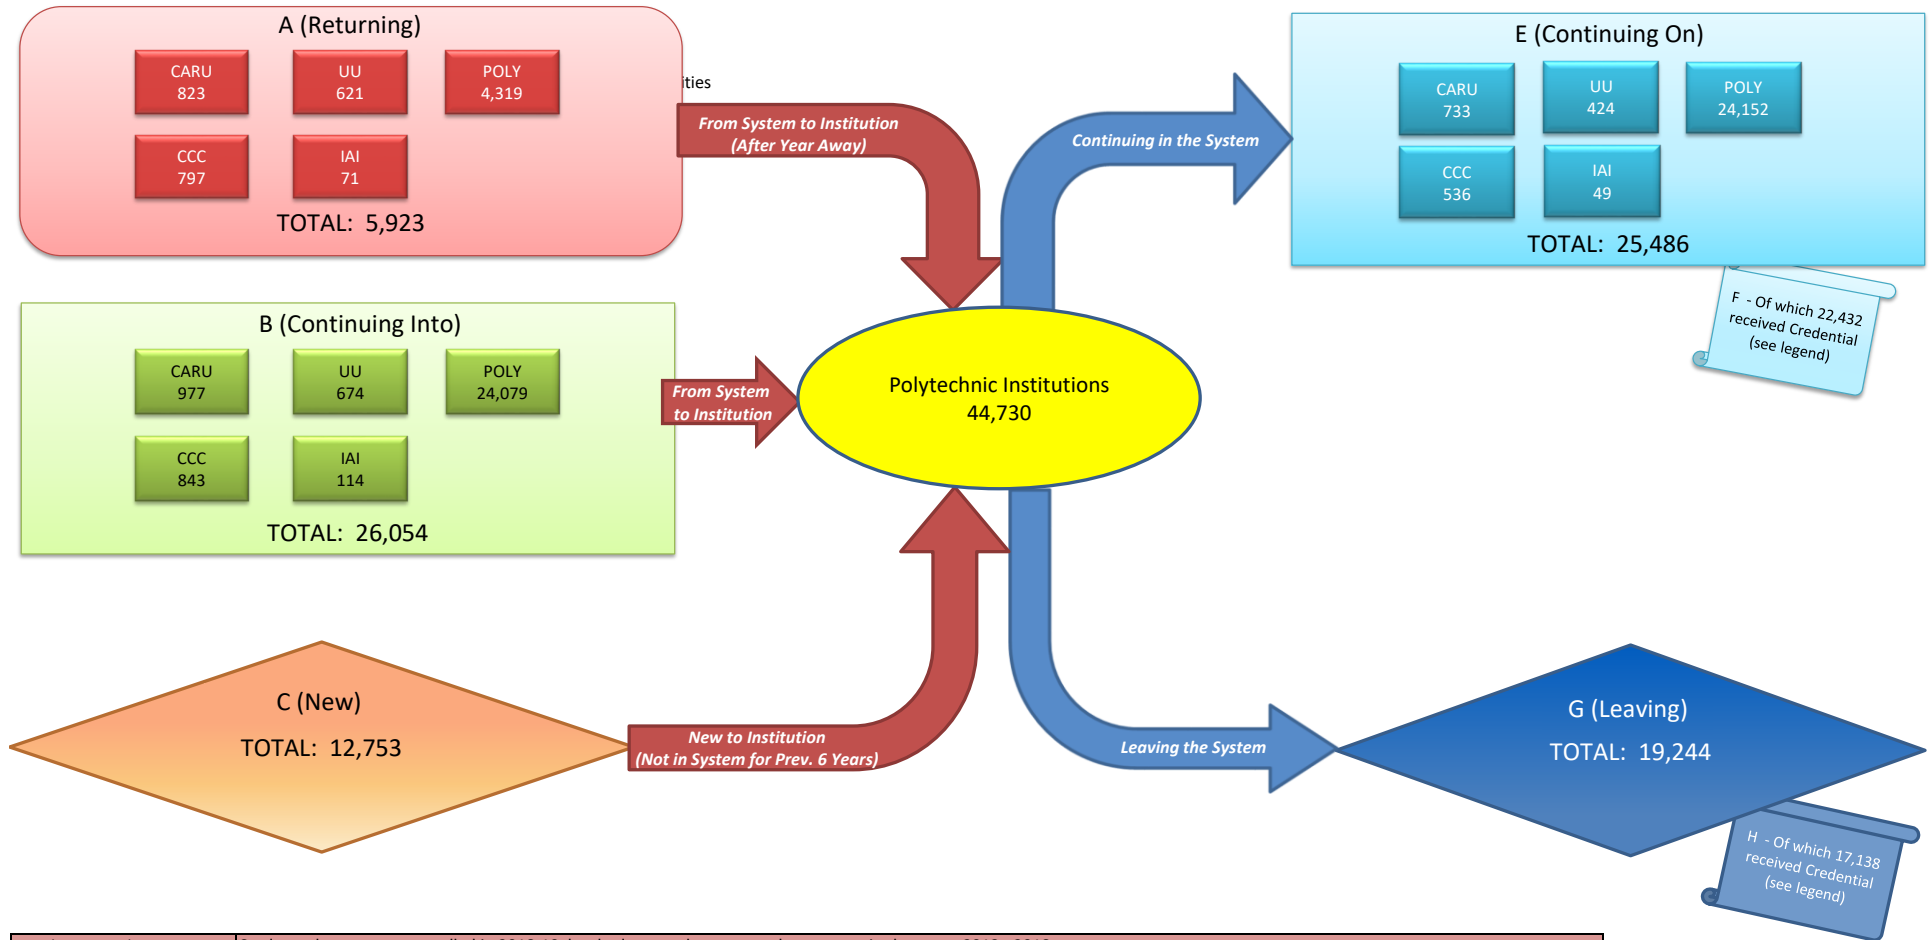 A (Returning)
CARU
823
UU
621
POLY
4,319
CCC
797
IAI
71
TOTAL: 5,923
ities
From System to Institution
(After Year Away)
Continuing in the System
E (Continuing On)
CARU
733
UU
424
POLY
24,152
CCC
536
IAI
49
TOTAL: 25,486
F - Of which 22,432
received Credential
(see legend)
B (Continuing Into)
CARU
977
UU
674
POLY
24,079
CCC
843
IAI
114
TOTAL: 26,054
From System
to Institution
Polytechnic Institutions
44,730
C (New)
TOTAL: 12,753
New to Institution
(Not in System for Prev. 6 Years)
Leaving the System
G (Leaving)
TOTAL: 19,244
H - Of which 17,138
received Credential
(see legend)